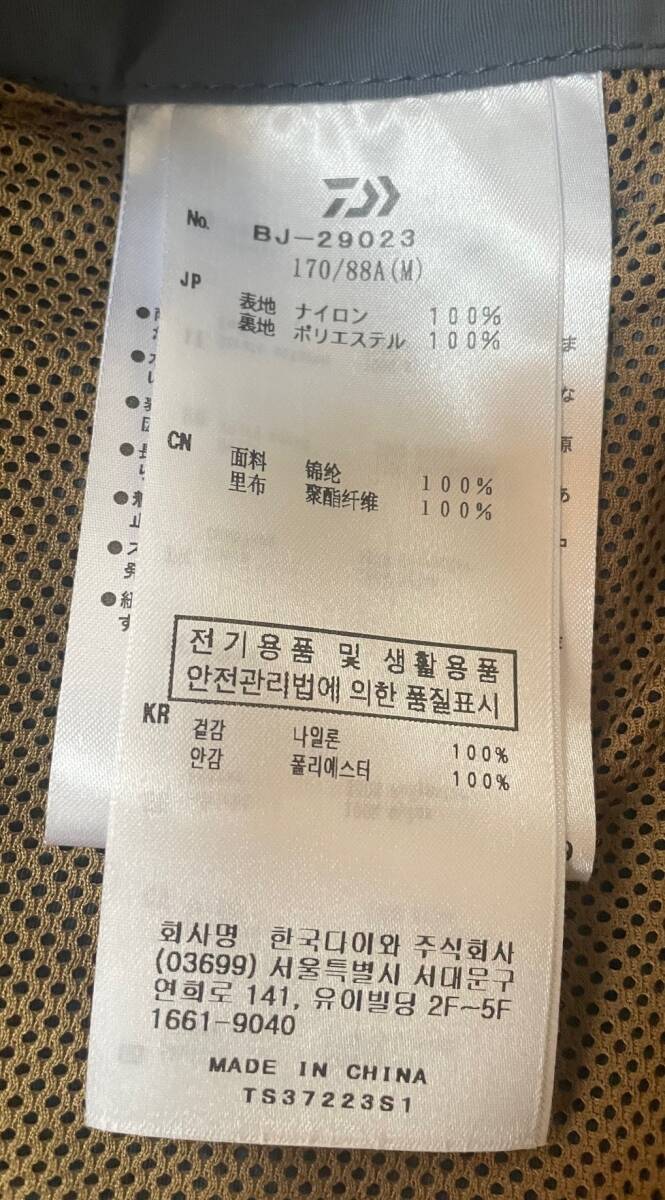 No. BJ-29023
170/88A(M)
JP
表地 ナイロン 100%
裏地 ポリエステル 100%
CN
面料 锦纶 100%
里布 聚酯纤维 100%
전기용품 및 생활용품
안전관리법에 의한 품질표시
KR
겉감 나일론 100%
안감 폴리에스터 100%
회사명 한국다이와 주식회사
(03699) 서울특별시 서대문구
연희로 141, 유이빌딩 2F~5F
1661-9040
MADE IN CHINA
TS37223S1